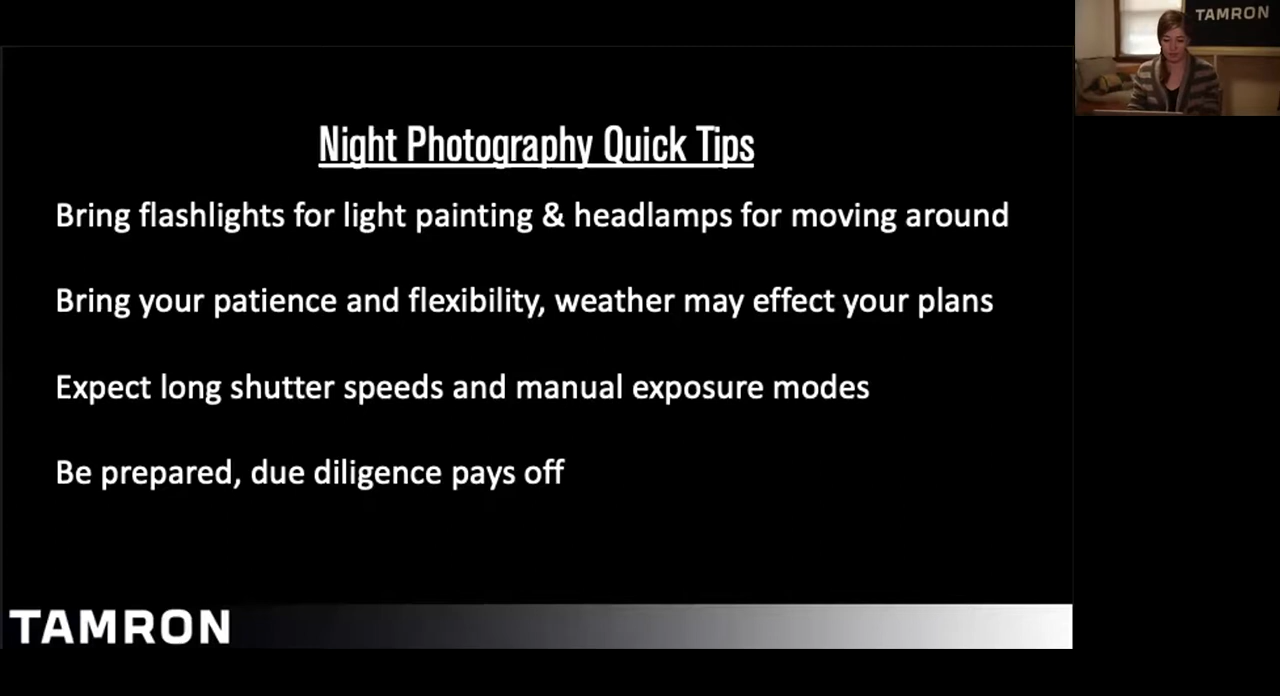 TAMRON
Night Photography Quick Tips
Bring flashlights for light painting & headlamps for moving around
Bring your patience and flexibility, weather may effect your plans
Expect long shutter speeds and manual exposure modes
Be prepared, due diligence pays off
TAMRON